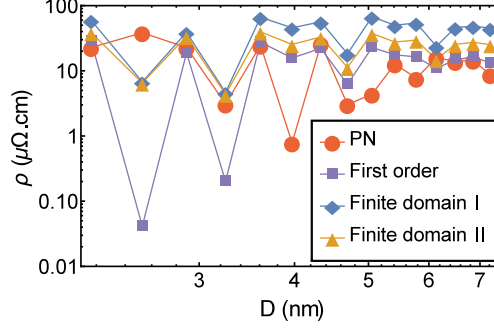 100
10
1
0.10
0.01
ρ (μΩ.cm)
PN
First order
Finite domain I
Finite domain II
3 4 5 6 7
D (nm)